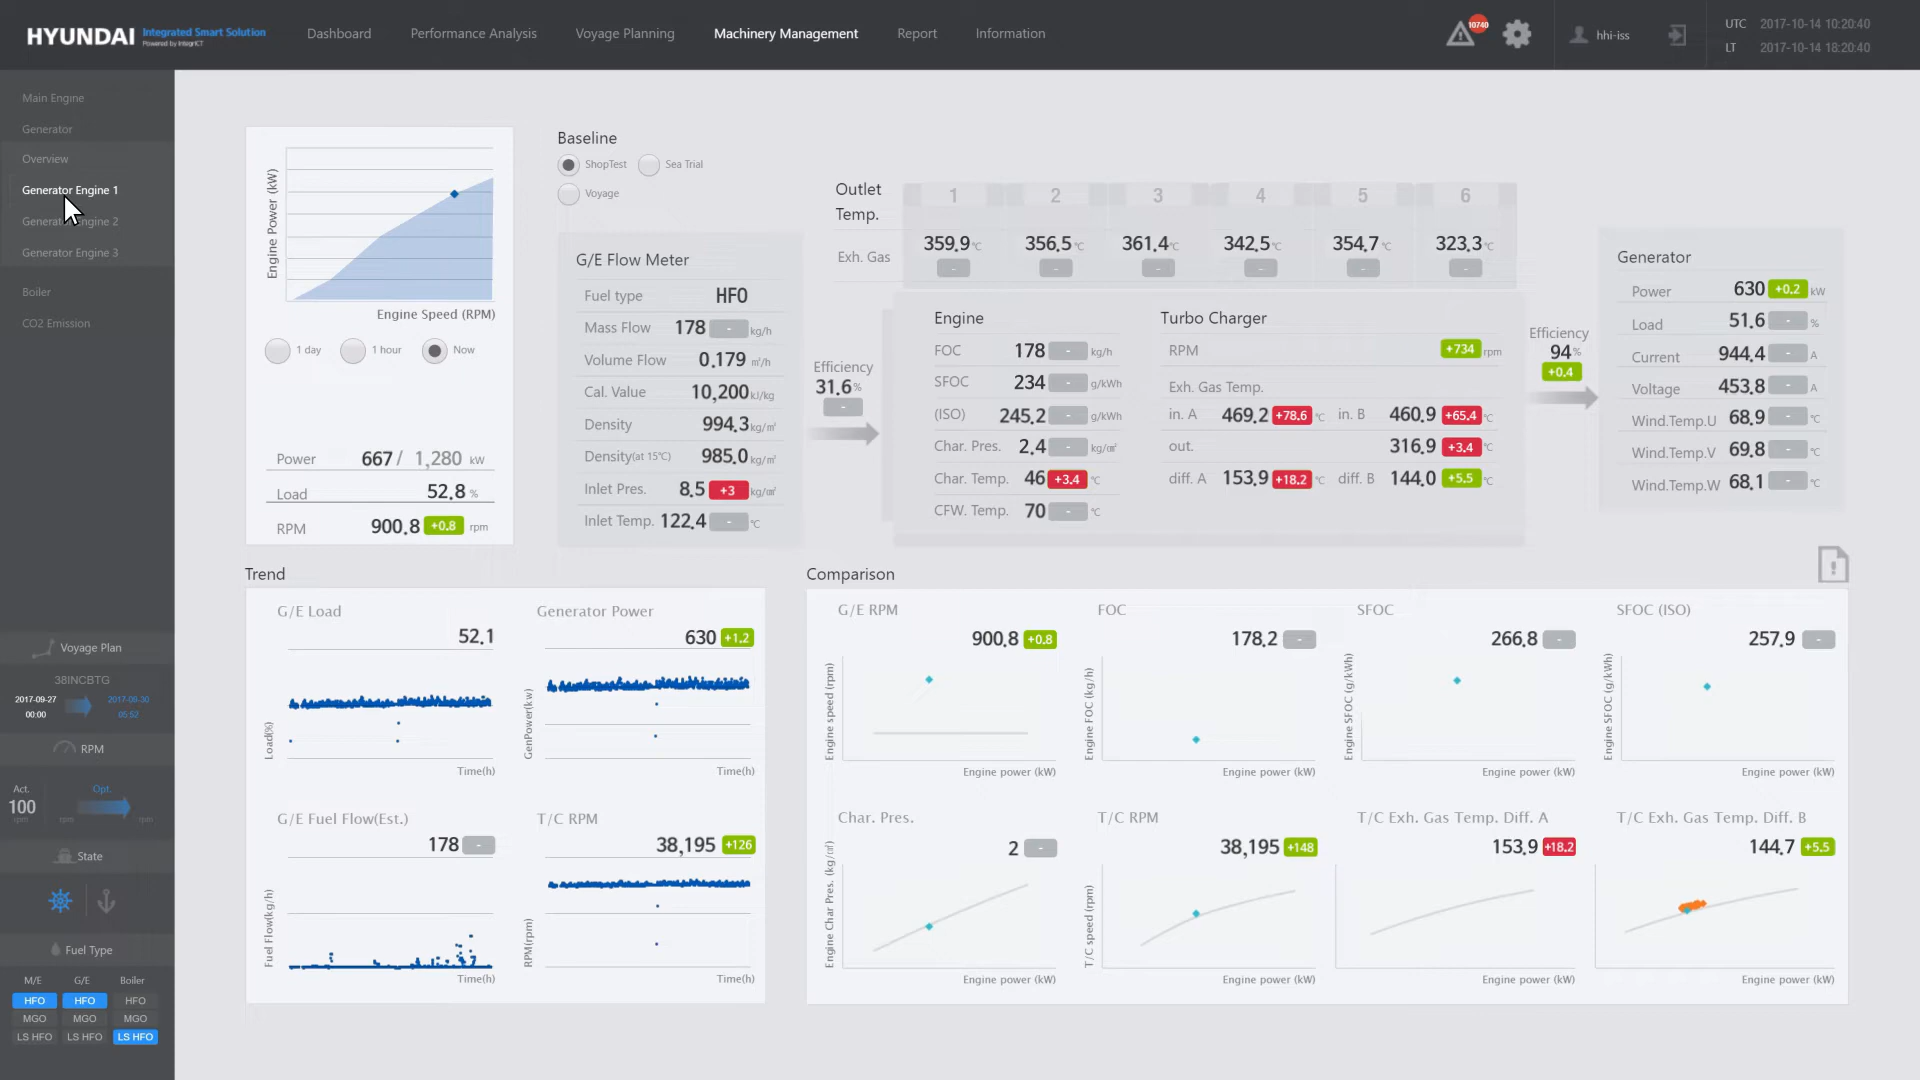 HYUNDAI Integrated Smart Solution
Powered by IntegrICT
Dashboard Performance Analysis Voyage Planning Machinery Management Report Information
10740
hhi-iss
UTC 2017-10-14 10:20:40
LT 2017-10-14 18:20:40
Main Engine
Generator
Overview
Generator Engine 1
Generator Engine 2
Generator Engine 3
Boiler
CO2 Emission
Voyage Plan
38INCBTG
2017-09-27 2017-09-30
00:00 05:52
RPM
Act. Opt.
100
rpm rpm rpm
State
Fuel Type
M/E G/E Boiler
HFO HFO HFO
MGO MGO MGO
LS HFO LS HFO LS HFO
Engine Power (kW)
Engine Speed (RPM)
1 day 1 hour Now
Power 667 / 1,280 kW
Load 52.8 %
RPM 900.8 +0.8 rpm
Baseline
ShopTest Sea Trial
Voyage
G/E Flow Meter
Fuel type HFO
Mass Flow 178 - kg/h
Volume Flow 0.179 ㎥/h
Cal. Value 10,200 kJ/kg
Density 994.3 kg/㎥
Density(at 15℃) 985.0 kg/㎥
Inlet Pres. 8.5 +3 kg/㎠
Inlet Temp. 122.4 - ℃
Efficiency
31.6 %
-
Outlet Temp.
1 2 3 4 5 6
Exh. Gas 359.9 ℃ 356.5 ℃ 361.4 ℃ 342.5 ℃ 354.7 ℃ 323.3 ℃
- - - - - -
Engine
FOC 178 - kg/h
SFOC 234 - g/kWh
(ISO) 245.2 - g/kWh
Char. Pres. 2.4 - kg/㎠
Char. Temp. 46 +3.4 ℃
CFW. Temp. 70 - ℃
Turbo Charger
RPM +734 rpm
Exh. Gas Temp.
in. A 469.2 +78.6 ℃ in. B 460.9 +65.4 ℃
out. 316.9 +3.4 ℃
diff. A 153.9 +18.2 ℃ diff. B 144.0 +5.5 ℃
Efficiency
94 %
+0.4
Generator
Power 630 +0.2 kW
Load 51.6 - %
Current 944.4 - A
Voltage 453.8 - A
Wind.Temp.U 68.9 - ℃
Wind.Temp.V 69.8 - ℃
Wind.Temp.W 68.1 - ℃
Trend
G/E Load
52.1
Load(%)
Time(h)
Generator Power
630 +1.2
GenPower(kw)
Time(h)
G/E Fuel Flow(Est.)
178 -
Fuel Flow(kg/h)
Time(h)
T/C RPM
38,195 +126
RPM(rpm)
Time(h)
Comparison
G/E RPM
900.8 +0.8
Engine speed (rpm)
Engine power (kW)
FOC
178.2 -
Engine FOC (kg/h)
Engine power (kW)
SFOC
266.8 -
Engine SFOC (g/kWh)
Engine power (kW)
SFOC (ISO)
257.9 -
Engine SFOC (g/kWh)
Engine power (kW)
Char. Pres.
2 -
Engine Char Pres. (kg/㎠)
Engine power (kW)
T/C RPM
38,195 +148
T/C speed (rpm)
Engine power (kW)
T/C Exh. Gas Temp. Diff. A
153.9 +18.2
Engine power (kW)
T/C Exh. Gas Temp. Diff. B
144.7 +5.5
Engine power (kW)